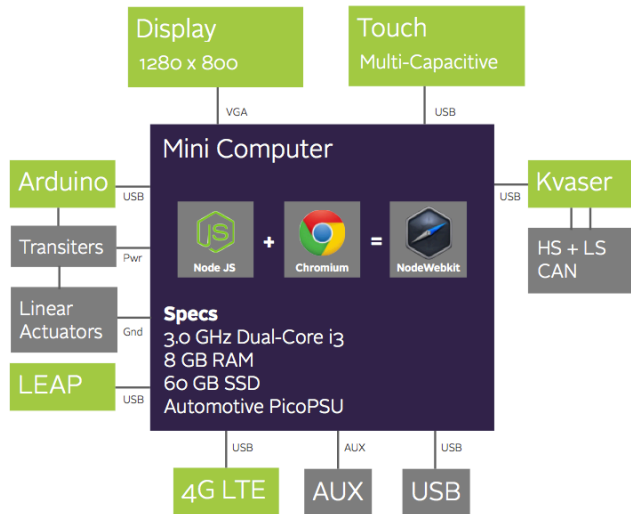 Display
1280 x 800
Touch
Multi-Capacitive
VGA
USB
Mini Computer
Arduino
USB
Transiters
Pwr
Linear
Actuators
Gnd
LEAP
USB
JS
Node JS
+
Chromium
=
NodeWebkit
USB
Kvaser
HS + LS
CAN
Specs
3.0 GHz Dual-Core i3
8 GB RAM
60 GB SSD
Automotive PicoPSU
USB
AUX
USB
4G LTE
AUX
USB